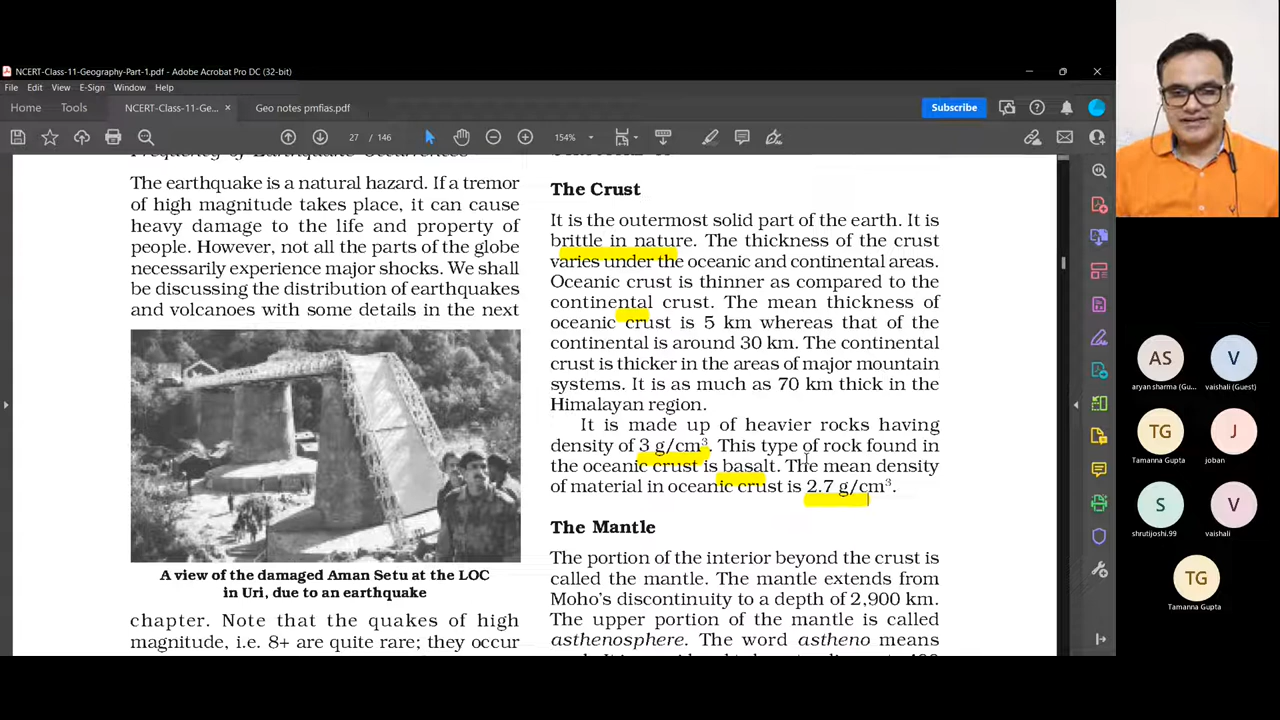 NCERT-Class-11-Geography-Part-1.pdf - Adobe Acrobat Pro DC (32-bit)
File Edit View E-Sign Window Help
Home Tools NCERT-Class-11-Ge... × Geo notes pmfias.pdf Subscribe
27 / 146 154%
Frequency of Earthquake Occurrences
The earthquake is a natural hazard. If a tremor
of high magnitude takes place, it can cause
heavy damage to the life and property of
people. However, not all the parts of the globe
necessarily experience major shocks. We shall
be discussing the distribution of earthquakes
and volcanoes with some details in the next
A view of the damaged Aman Setu at the LOC
in Uri, due to an earthquake
chapter. Note that the quakes of high
magnitude, i.e. 8+ are quite rare; they occur
The Crust
It is the outermost solid part of the earth. It is
brittle in nature. The thickness of the crust
varies under the oceanic and continental areas.
Oceanic crust is thinner as compared to the
continental crust. The mean thickness of
oceanic crust is 5 km whereas that of the
continental is around 30 km. The continental
crust is thicker in the areas of major mountain
systems. It is as much as 70 km thick in the
Himalayan region.
It is made up of heavier rocks having
density of 3 g/cm³. This type of rock found in
the oceanic crust is basalt. The mean density
of material in oceanic crust is 2.7 g/cm³.
The Mantle
The portion of the interior beyond the crust is
called the mantle. The mantle extends from
Moho's discontinuity to a depth of 2,900 km.
The upper portion of the mantle is called
asthenosphere. The word astheno means
AS
aryan sharma (Gu...
V
vaishali (Guest)
TG
Tamanna Gupta
J
joban
S
shrutijoshi.99
V
vaishali
TG
Tamanna Gupta